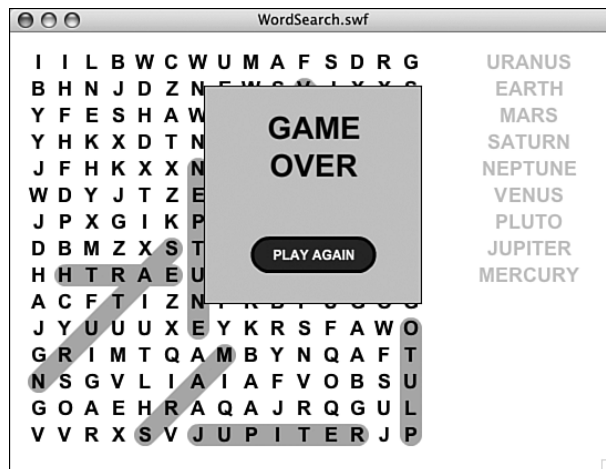 WordSearch.swf
I I L B W C W U M A F S D R G
B H N J D Z N
Y F E S H A W
Y H K X D T N
J F H K X X N
W D Y J T Z E
J P X G I K P
D B M Z X S T
H H T R A E U
A C F T I Z N
J Y U U U X E Y K R S F A W O
G R I M T Q A M B Y N Q A F T
N S G V L I A I A F V O B S U
G O A E H R A Q A J R Q G U L
V V R X S V J U P I T E R J P
GAME
OVER
PLAY AGAIN
URANUS
EARTH
MARS
SATURN
NEPTUNE
VENUS
PLUTO
JUPITER
MERCURY